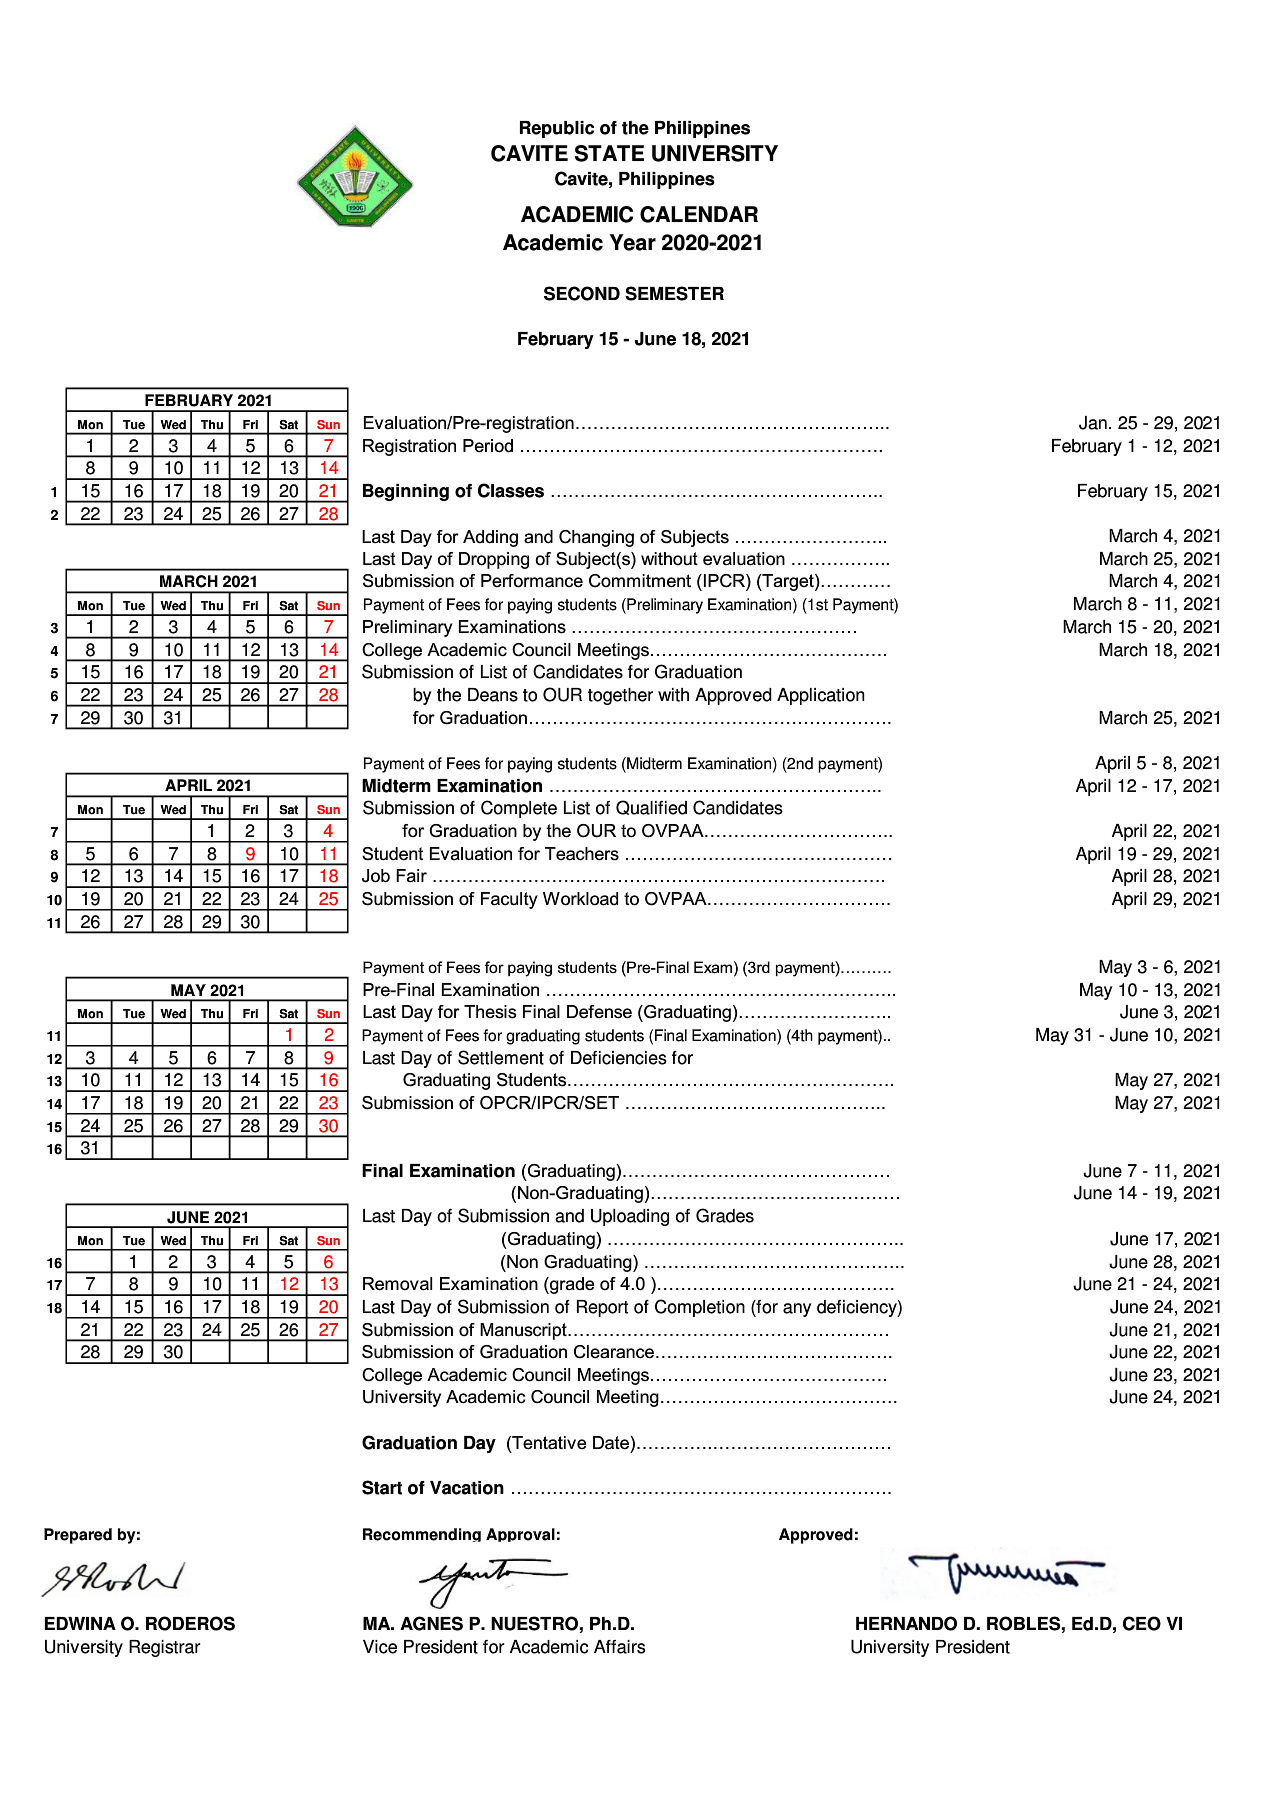 Republic of the Philippines
CAVITE STATE UNIVERSITY
Cavite, Philippines
ACADEMIC CALENDAR
Academic Year 2020-2021
SECOND SEMESTER
February 15 - June 18, 2021
FEBRUARY 2021
Mon Tue Wed Thu Fri Sat Sun
1 2 3 4 5 6 7
8 9 10 11 12 13 14
1 15 16 17 18 19 20 21
2 22 23 24 25 26 27 28
Evaluation/Pre-registration…………………………………………….. Jan. 25 - 29, 2021
Registration Period ……………………………………………………. February 1 - 12, 2021
Beginning of Classes ………………………………………………. February 15, 2021
Last Day for Adding and Changing of Subjects …………………….. March 4, 2021
Last Day of Dropping of Subject(s) without evaluation …………….. March 25, 2021
MARCH 2021
Mon Tue Wed Thu Fri Sat Sun
3 1 2 3 4 5 6 7
4 8 9 10 11 12 13 14
5 15 16 17 18 19 20 21
6 22 23 24 25 26 27 28
7 29 30 31
Submission of Performance Commitment (IPCR) (Target)………… March 4, 2021
Payment of Fees for paying students (Preliminary Examination) (1st Payment) March 8 - 11, 2021
Preliminary Examinations ………………………………………… March 15 - 20, 2021
College Academic Council Meetings…………………………………. March 18, 2021
Submission of List of Candidates for Graduation
by the Deans to OUR together with Approved Application
for Graduation……………………………………………………. March 25, 2021
Payment of Fees for paying students (Midterm Examination) (2nd payment) April 5 - 8, 2021
APRIL 2021
Mon Tue Wed Thu Fri Sat Sun
7 1 2 3 4
8 5 6 7 8 9 10 11
9 12 13 14 15 16 17 18
10 19 20 21 22 23 24 25
11 26 27 28 29 30
Midterm Examination ………………………………………………….. April 12 - 17, 2021
Submission of Complete List of Qualified Candidates
for Graduation by the OUR to OVPAA…………………………. April 22, 2021
Student Evaluation for Teachers ……………………………………… April 19 - 29, 2021
Job Fair ………………………………………………………………… April 28, 2021
Submission of Faculty Workload to OVPAA…………………………. April 29, 2021
Payment of Fees for paying students (Pre-Final Exam) (3rd payment)………. May 3 - 6, 2021
MAY 2021
Mon Tue Wed Thu Fri Sat Sun
11 1 2
12 3 4 5 6 7 8 9
13 10 11 12 13 14 15 16
14 17 18 19 20 21 22 23
15 24 25 26 27 28 29 30
16 31
Pre-Final Examination ………………………………………………….. May 10 - 13, 2021
Last Day for Thesis Final Defense (Graduating)…………………….. June 3, 2021
Payment of Fees for graduating students (Final Examination) (4th payment).. May 31 - June 10, 2021
Last Day of Settlement of Deficiencies for
Graduating Students………………………………………………. May 27, 2021
Submission of OPCR/IPCR/SET …………………………………….. May 27, 2021
Final Examination (Graduating)……………………………………… June 7 - 11, 2021
(Non-Graduating)…………………………………… June 14 - 19, 2021
JUNE 2021
Mon Tue Wed Thu Fri Sat Sun
16 1 2 3 4 5 6
17 7 8 9 10 11 12 13
18 14 15 16 17 18 19 20
21 22 23 24 25 26 27
28 29 30
Last Day of Submission and Uploading of Grades
(Graduating) ………………………………………….. June 17, 2021
(Non Graduating) …………………………………….. June 28, 2021
Removal Examination (grade of 4.0 )…………………………………. June 21 - 24, 2021
Last Day of Submission of Report of Completion (for any deficiency) June 24, 2021
Submission of Manuscript……………………………………………… June 21, 2021
Submission of Graduation Clearance…………………………………. June 22, 2021
College Academic Council Meetings…………………………………. June 23, 2021
University Academic Council Meeting…………………………………. June 24, 2021
Graduation Day (Tentative Date)……………………………………
Start of Vacation ……………………………………………………….
Prepared by: Recommending Approval: Approved:
EDWINA O. RODEROS MA. AGNES P. NUESTRO, Ph.D. HERNANDO D. ROBLES, Ed.D, CEO VI
University Registrar Vice President for Academic Affairs University President